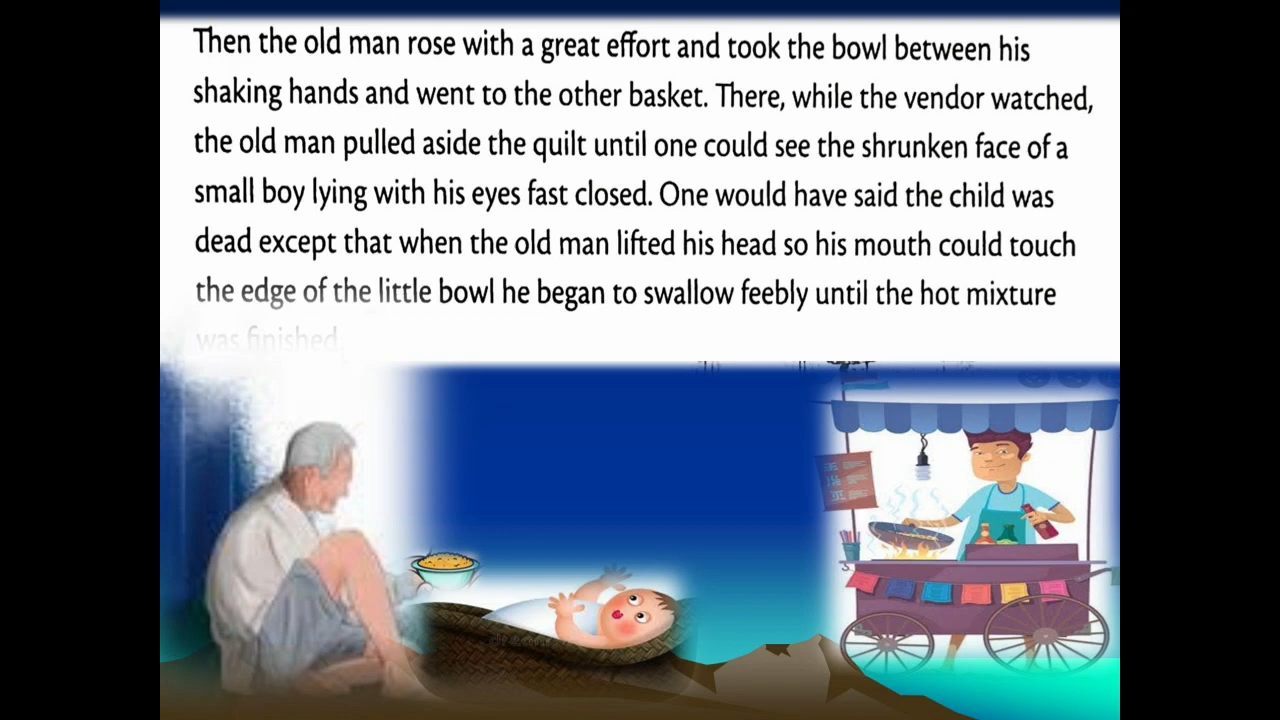 Then the old man rose with a great effort and took the bowl between his
shaking hands and went to the other basket. There, while the vendor watched,
the old man pulled aside the quilt until one could see the shrunken face of a
small boy lying with his eyes fast closed. One would have said the child was
dead except that when the old man lifted his head so his mouth could touch
the edge of the little bowl he began to swallow feebly until the hot mixture
was finished.